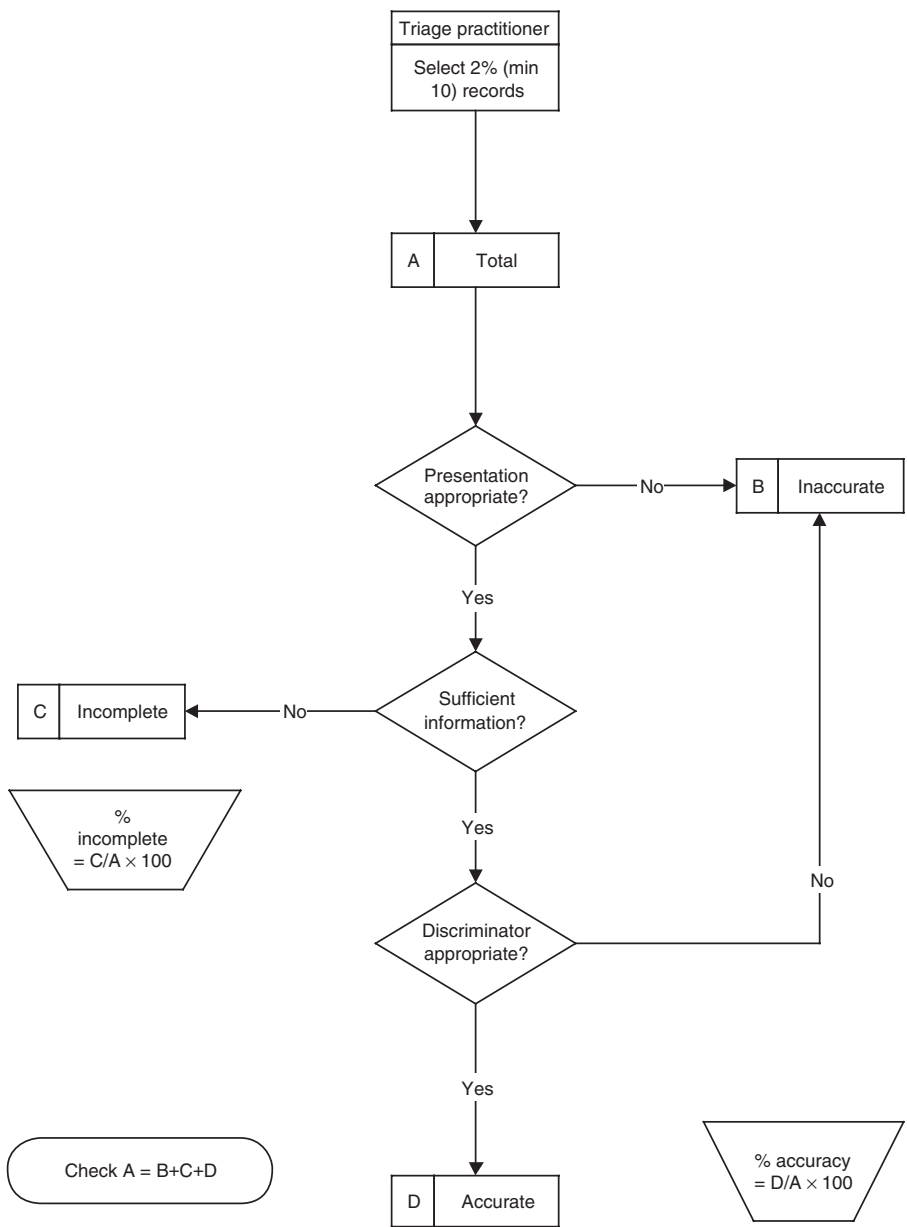 Triage practitioner
Select 2% (min
10) records
A Total
Presentation
appropriate?
No
B Inaccurate
Yes
Sufficient
information?
No
C Incomplete
%
incomplete
= C/A × 100
Yes
Discriminator
appropriate?
No
Yes
Check A = B+C+D
D Accurate
% accuracy
= D/A × 100